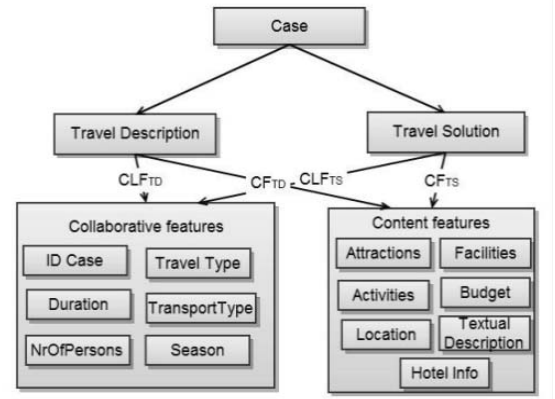 Case
Travel Description
Travel Solution
CLFTD
CFTD
CLFTS
CFTS
Collaborative features
ID Case
Travel Type
Duration
TransportType
NrOfPersons
Season
Content features
Attractions
Facilities
Activities
Budget
Location
Textual
Description
Hotel Info